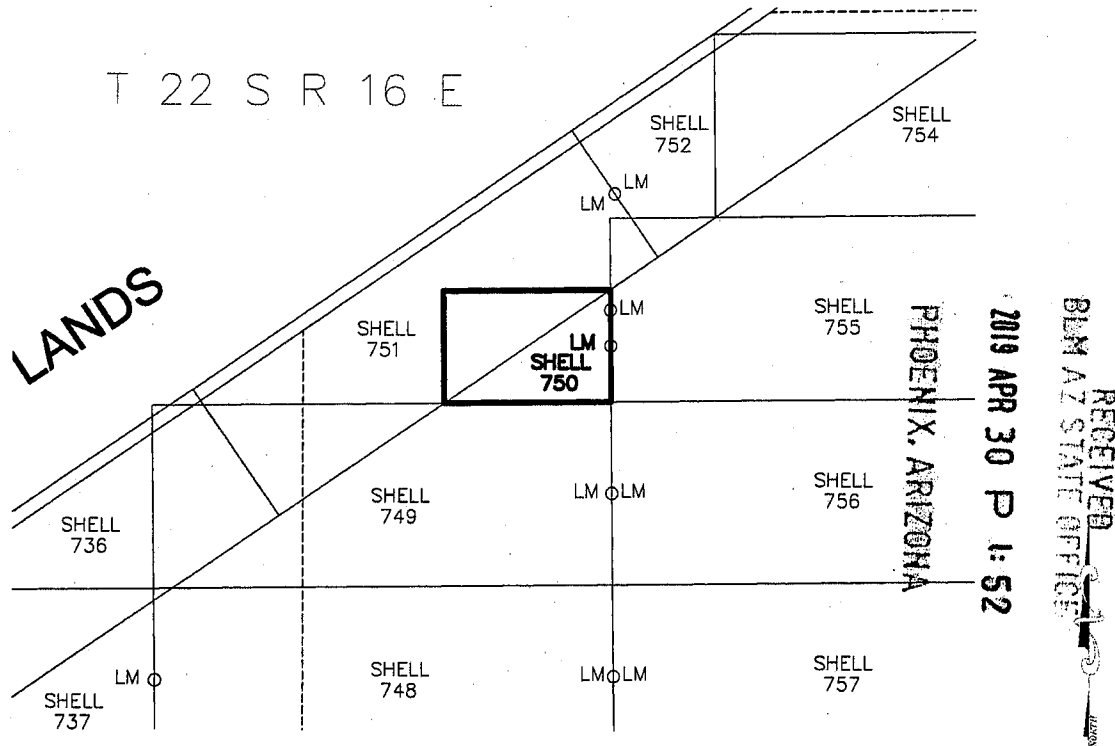 T 22 S R 16 E
LANDS
SHELL
752
SHELL
754
LM
LM
SHELL
751
LM
LM
SHELL
750
SHELL
755
SHELL
736
SHELL
749
LM
LM
SHELL
756
SHELL
737
LM
SHELL
748
LM
LM
SHELL
757
RECEIVED
BLM AZ STATE OFFICE
2019 APR 30 P 1:52
PHOENIX, ARIZONA